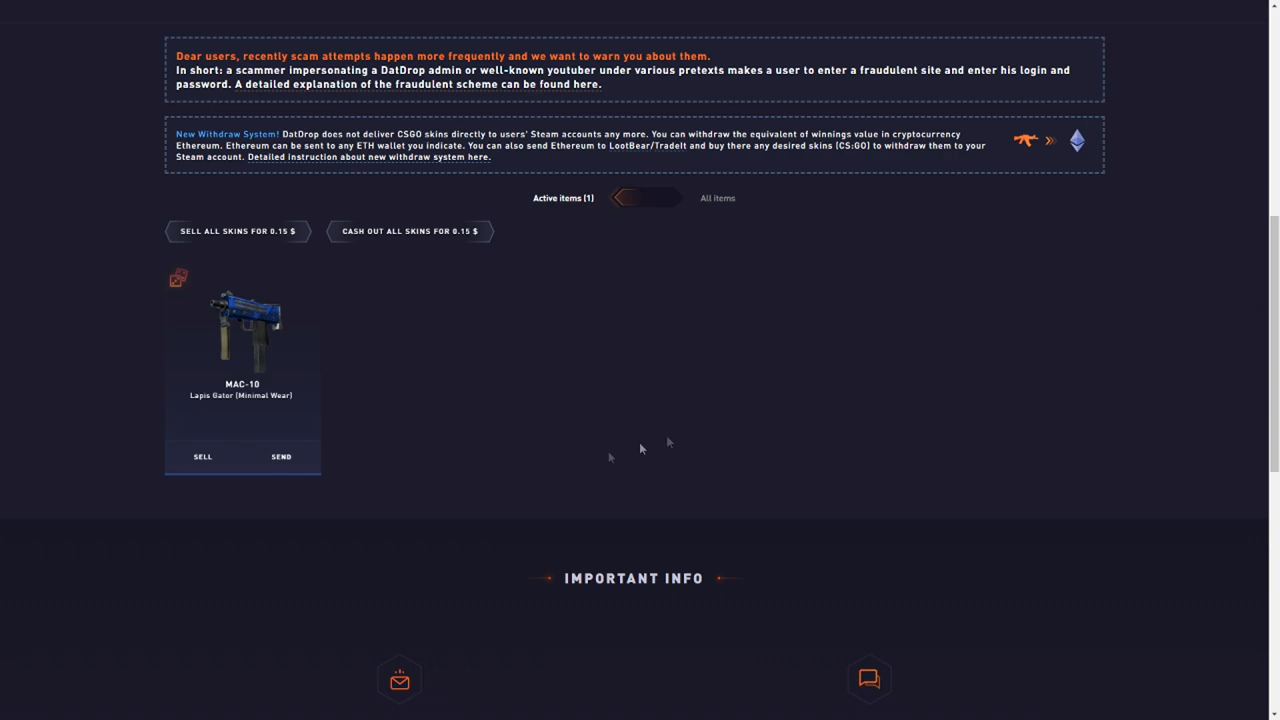 Dear users, recently scam attempts happen more frequently and we want to warn you about them.
In short: a scammer impersonating a DatDrop admin or well-known youtuber under various pretexts makes a user to enter a fraudulent site and enter his login and
password. A detailed explanation of the fraudulent scheme can be found here.
New Withdraw System! DatDrop does not deliver CSGO skins directly to users' Steam accounts any more. You can withdraw the equivalent of winnings value in cryptocurrency
Ethereum. Ethereum can be sent to any ETH wallet you indicate. You can also send Ethereum to LootBear/TradeIt and buy there any desired skins (CS:GO) to withdraw them to your
Steam account. Detailed instruction about new withdraw system here.
Active items (1) All items
SELL ALL SKINS FOR 0.15 $ CASH OUT ALL SKINS FOR 0.15 $
MAC-10
Lapis Gator (Minimal Wear)
SELL SEND
IMPORTANT INFO